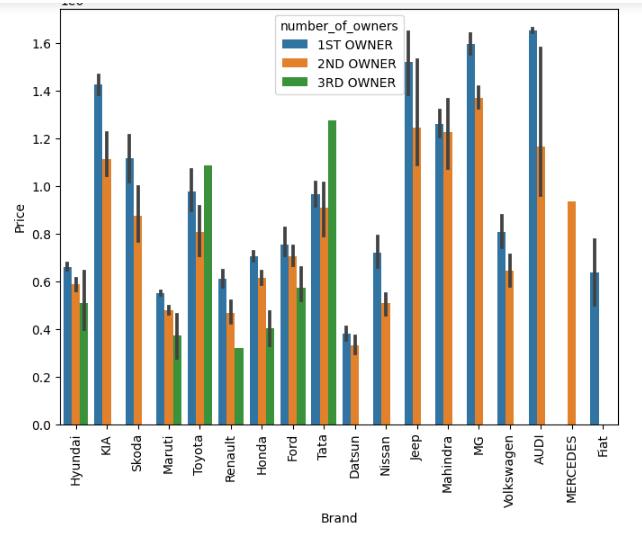 1e6
number_of_owners
1ST OWNER
2ND OWNER
3RD OWNER
Price
1.6
1.4
1.2
1.0
0.8
0.6
0.4
0.2
0.0
Hyundai
KIA
Skoda
Maruti
Toyota
Renault
Honda
Ford
Tata
Datsun
Nissan
Jeep
Mahindra
MG
Volkswagen
AUDI
MERCEDES
Fiat
Brand